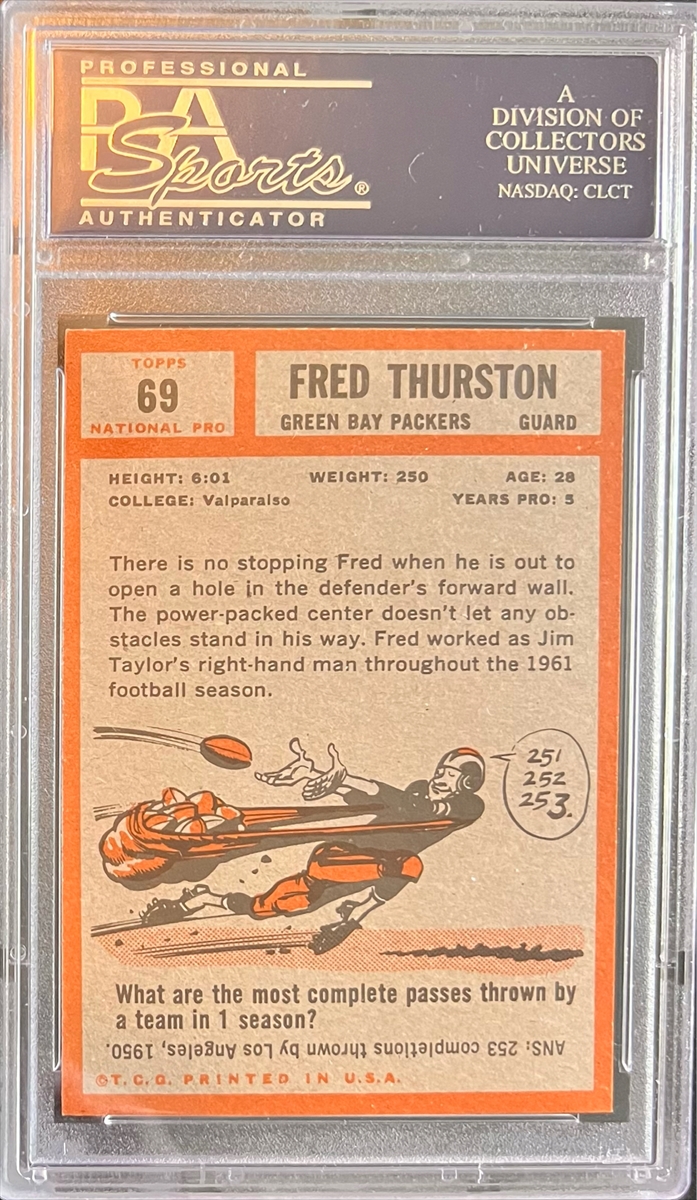 PROFESSIONAL
PSA
Sports®
AUTHENTICATOR
A
DIVISION OF
COLLECTORS
UNIVERSE
NASDAQ: CLCT
TOPPS
69
NATIONAL PRO
FRED THURSTON
GREEN BAY PACKERS GUARD
HEIGHT: 6:01 WEIGHT: 250 AGE: 28
COLLEGE: Valparaiso YEARS PRO: 5
There is no stopping Fred when he is out to
open a hole in the defender's forward wall.
The power-packed center doesn't let any ob-
stacles stand in his way. Fred worked as Jim
Taylor's right-hand man throughout the 1961
football season.
251
252
253.
What are the most complete passes thrown by
a team in 1 season?
ANS: 253 completions thrown by Los Angeles, 1950.
©T.C.G. PRINTED IN U.S.A.